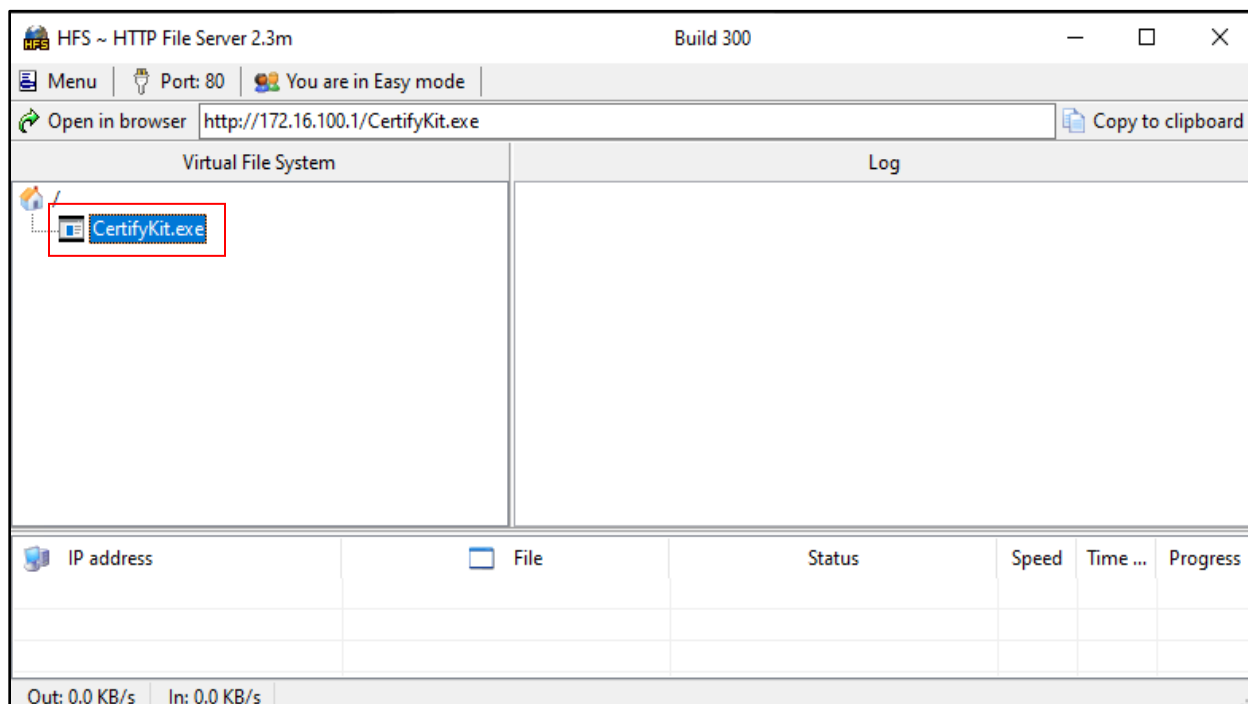 HFS ~ HTTP File Server 2.3m Build 300
Menu Port: 80 You are in Easy mode
Open in browser http://172.16.100.1/CertifyKit.exe Copy to clipboard
Virtual File System Log
/
CertifyKit.exe
IP address File Status Speed Time ... Progress
Out: 0.0 KB/s In: 0.0 KB/s